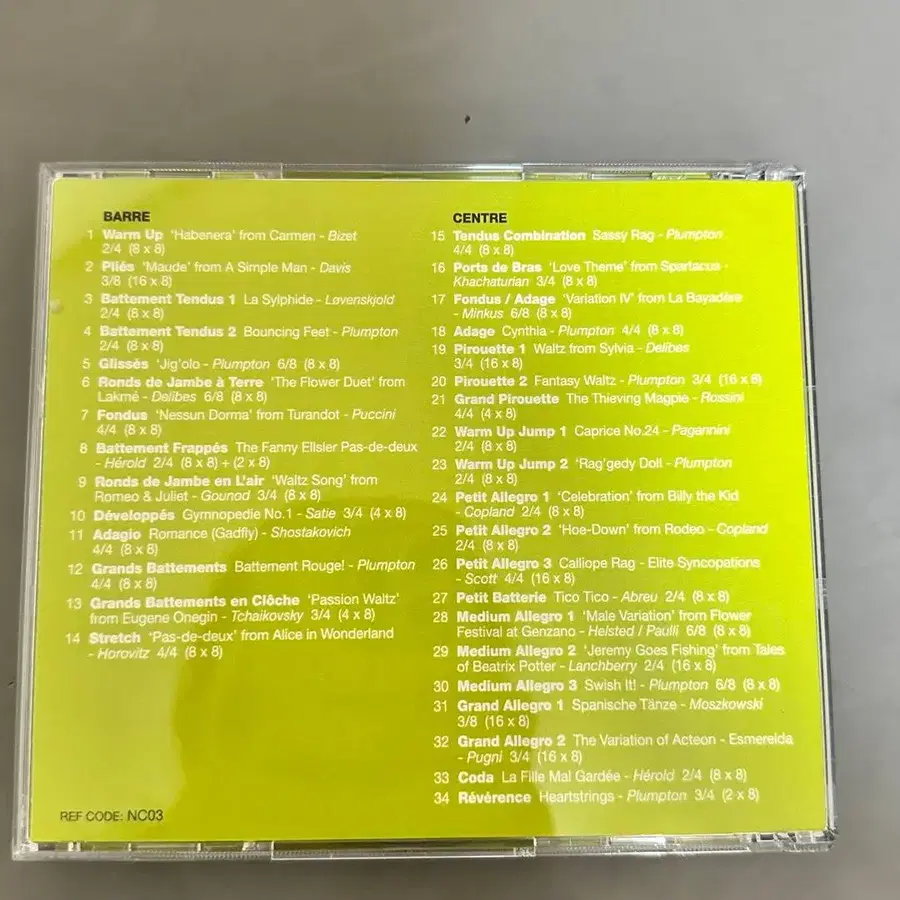 BARRE
1 Warm Up 'Habenera' from Carmen - Bizet
2/4 (8 x 8)
2 Pliés 'Maude' from A Simple Man - Davis
3/8 (16 x 8)
3 Battement Tendus 1 La Sylphide - Løvenskjold
2/4 (8 x 8)
4 Battement Tendus 2 Bouncing Feet - Plumpton
2/4 (8 x 8)
5 Glissés 'Jig'olo - Plumpton 6/8 (8 x 8)
6 Ronds de Jambe à Terre 'The Flower Duet' from
Lakmé - Delibes 6/8 (8 x 8)
7 Fondus 'Nessun Dorma' from Turandot - Puccini
4/4 (8 x 8)
8 Battement Frappés The Fanny Ellsler Pas-de-deux
- Hérold 2/4 (8 x 8) + (2 x 8)
9 Ronds de Jambe en L'air 'Waltz Song' from
Romeo & Juliet - Gounod 3/4 (8 x 8)
10 Développés Gymnopedie No.1 - Satie 3/4 (4 x 8)
11 Adagio Romance (Gadfly) - Shostakovich
4/4 (8 x 8)
12 Grands Battements Battement Rouge! - Plumpton
4/4 (8 x 8)
13 Grands Battements en Clôche 'Passion Waltz'
from Eugene Onegin - Tchaikovsky 3/4 (4 x 8)
14 Stretch 'Pas-de-deux' from Alice in Wonderland
- Horovitz 4/4 (8 x 8)
REF CODE: NC03
CENTRE
15 Tendus Combination Sassy Rag - Plumpton
4/4 (8 x 8)
16 Ports de Bras 'Love Theme' from Spartacus -
Khachaturian 3/4 (8 x 8)
17 Fondus / Adage 'Variation IV' from La Bayadère
- Minkus 6/8 (8 x 8)
18 Adage Cynthia - Plumpton 4/4 (8 x 8)
19 Pirouette 1 Waltz from Sylvia - Delibes
3/4 (16 x 8)
20 Pirouette 2 Fantasy Waltz - Plumpton 3/4 (16 x 8)
21 Grand Pirouette The Thieving Magpie - Rossini
4/4 (4 x 8)
22 Warm Up Jump 1 Caprice No.24 - Pagannini
2/4 (8 x 8)
23 Warm Up Jump 2 'Rag'gedy Doll - Plumpton
2/4 (8 x 8)
24 Petit Allegro 1 'Celebration' from Billy the Kid
- Copland 2/4 (8 x 8)
25 Petit Allegro 2 'Hoe-Down' from Rodeo - Copland
2/4 (8 x 8)
26 Petit Allegro 3 Calliope Rag - Elite Syncopations
- Scott 4/4 (16 x 8)
27 Petit Batterie Tico Tico - Abreu 2/4 (8 x 8)
28 Medium Allegro 1 'Male Variation' from Flower
Festival at Genzano - Helsted / Paulli 6/8 (8 x 8)
29 Medium Allegro 2 'Jeremy Goes Fishing' from Tales
of Beatrix Potter - Lanchberry 2/4 (16 x 8)
30 Medium Allegro 3 Swish It! - Plumpton 6/8 (8 x 8)
31 Grand Allegro 1 Spanische Tänze - Moszkowski
3/8 (16 x 8)
32 Grand Allegro 2 The Variation of Acteon - Esmerelda
- Pugni 3/4 (16 x 8)
33 Coda La Fille Mal Gardée - Hérold 2/4 (8 x 8)
34 Révérence Heartstrings - Plumpton 3/4 (2 x 8)